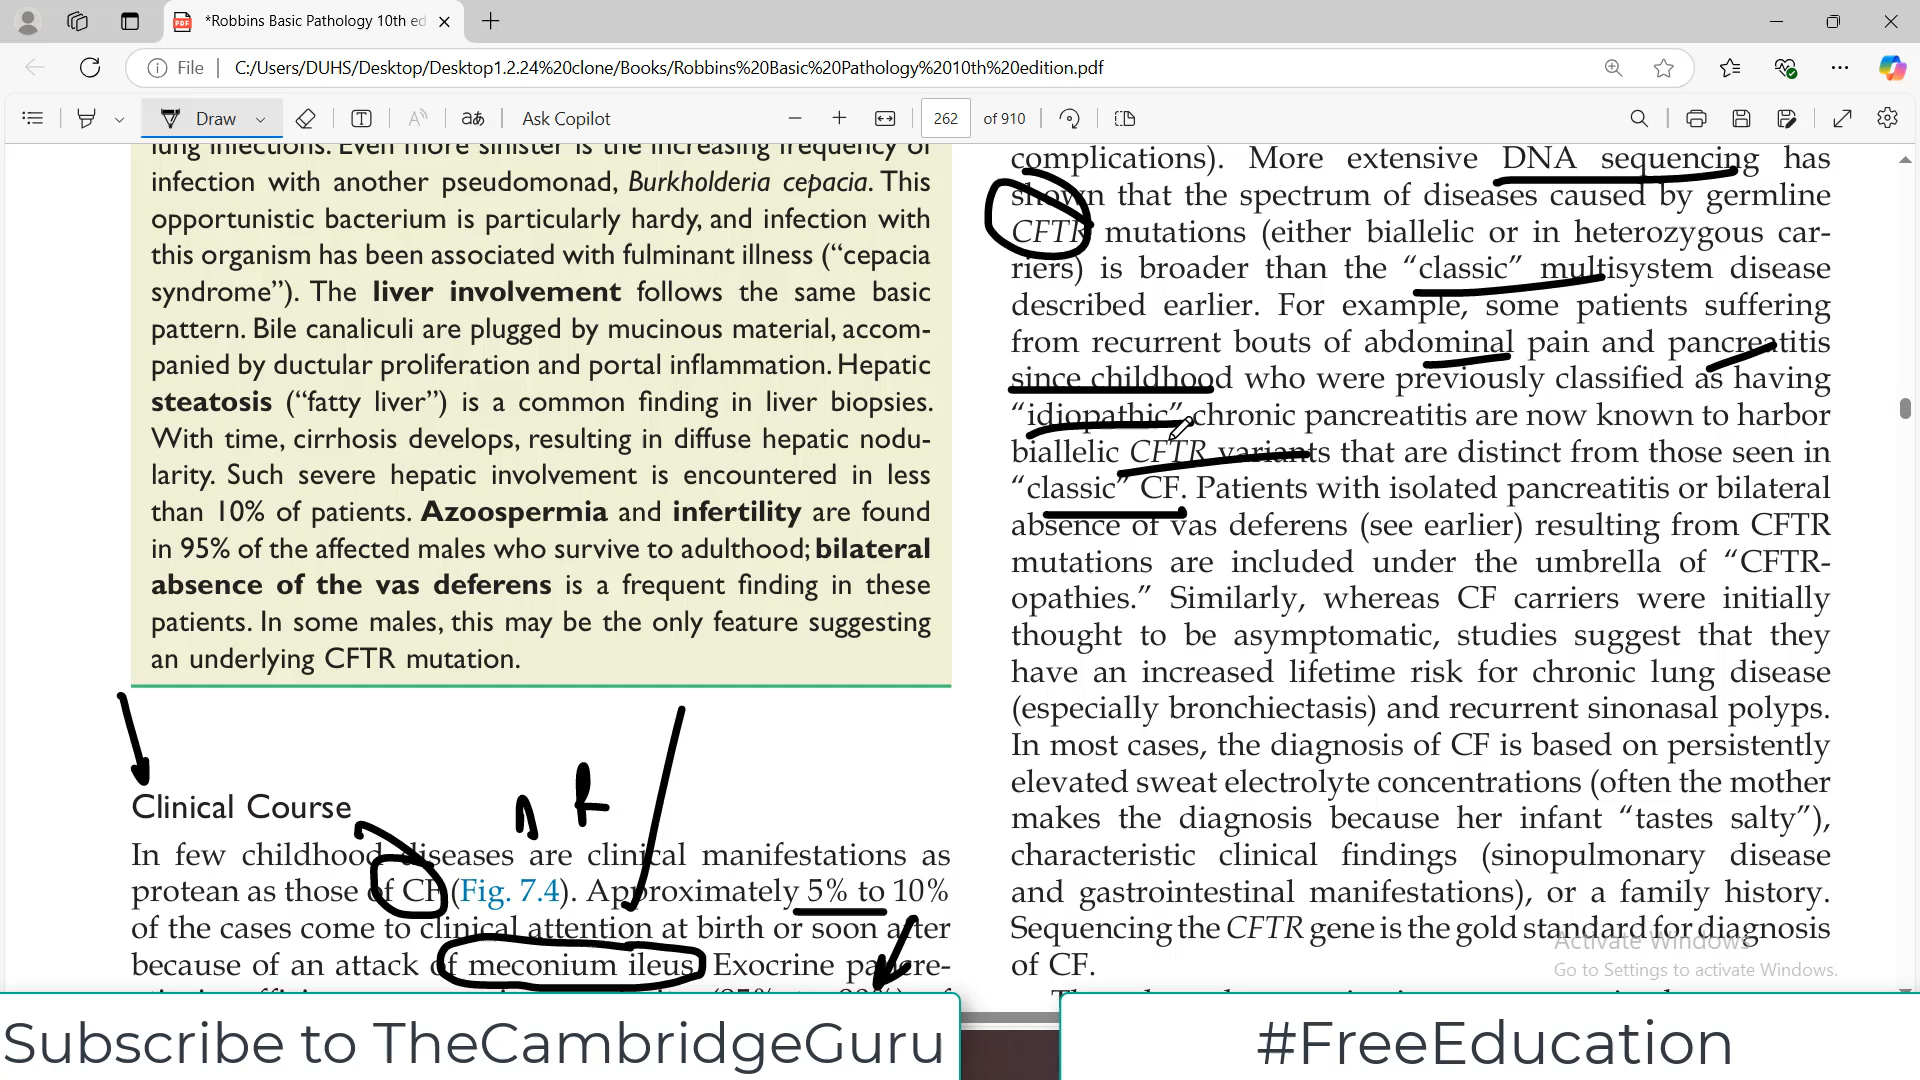 *Robbins Basic Pathology 10th ed
File
C:/Users/DUHS/Desktop/Desktop1.2.24%20clone/Books/Robbins%20Basic%20Pathology%2010th%20edition.pdf
Draw
Ask Copilot
262 of 910
lung infections. Even more sinister is the increasing frequency of
infection with another pseudomonad, Burkholderia cepacia. This
opportunistic bacterium is particularly hardy, and infection with
this organism has been associated with fulminant illness (“cepacia
syndrome”). The liver involvement follows the same basic
pattern. Bile canaliculi are plugged by mucinous material, accom-
panied by ductular proliferation and portal inflammation. Hepatic
steatosis (“fatty liver”) is a common finding in liver biopsies.
With time, cirrhosis develops, resulting in diffuse hepatic nodu-
larity. Such severe hepatic involvement is encountered in less
than 10% of patients. Azoospermia and infertility are found
in 95% of the affected males who survive to adulthood; bilateral
absence of the vas deferens is a frequent finding in these
patients. In some males, this may be the only feature suggesting
an underlying CFTR mutation.
Clinical Course
In few childhood diseases are clinical manifestations as
protean as those of CF (Fig. 7.4). Approximately 5% to 10%
of the cases come to clinical attention at birth or soon after
because of an attack of meconium ileus. Exocrine pancre-
complications). More extensive DNA sequencing has
shown that the spectrum of diseases caused by germline
CFTR mutations (either biallelic or in heterozygous car-
riers) is broader than the “classic” multisystem disease
described earlier. For example, some patients suffering
from recurrent bouts of abdominal pain and pancreatitis
since childhood who were previously classified as having
“idiopathic” chronic pancreatitis are now known to harbor
biallelic CFTR variants that are distinct from those seen in
“classic” CF. Patients with isolated pancreatitis or bilateral
absence of vas deferens (see earlier) resulting from CFTR
mutations are included under the umbrella of “CFTR-
opathies.” Similarly, whereas CF carriers were initially
thought to be asymptomatic, studies suggest that they
have an increased lifetime risk for chronic lung disease
(especially bronchiectasis) and recurrent sinonasal polyps.
In most cases, the diagnosis of CF is based on persistently
elevated sweat electrolyte concentrations (often the mother
makes the diagnosis because her infant “tastes salty”),
characteristic clinical findings (sinopulmonary disease
and gastrointestinal manifestations), or a family history.
Sequencing the CFTR gene is the gold standard for diagnosis
of CF.
Activate Windows
Go to Settings to activate Windows.
Subscribe to TheCambridgeGuru
#FreeEducation